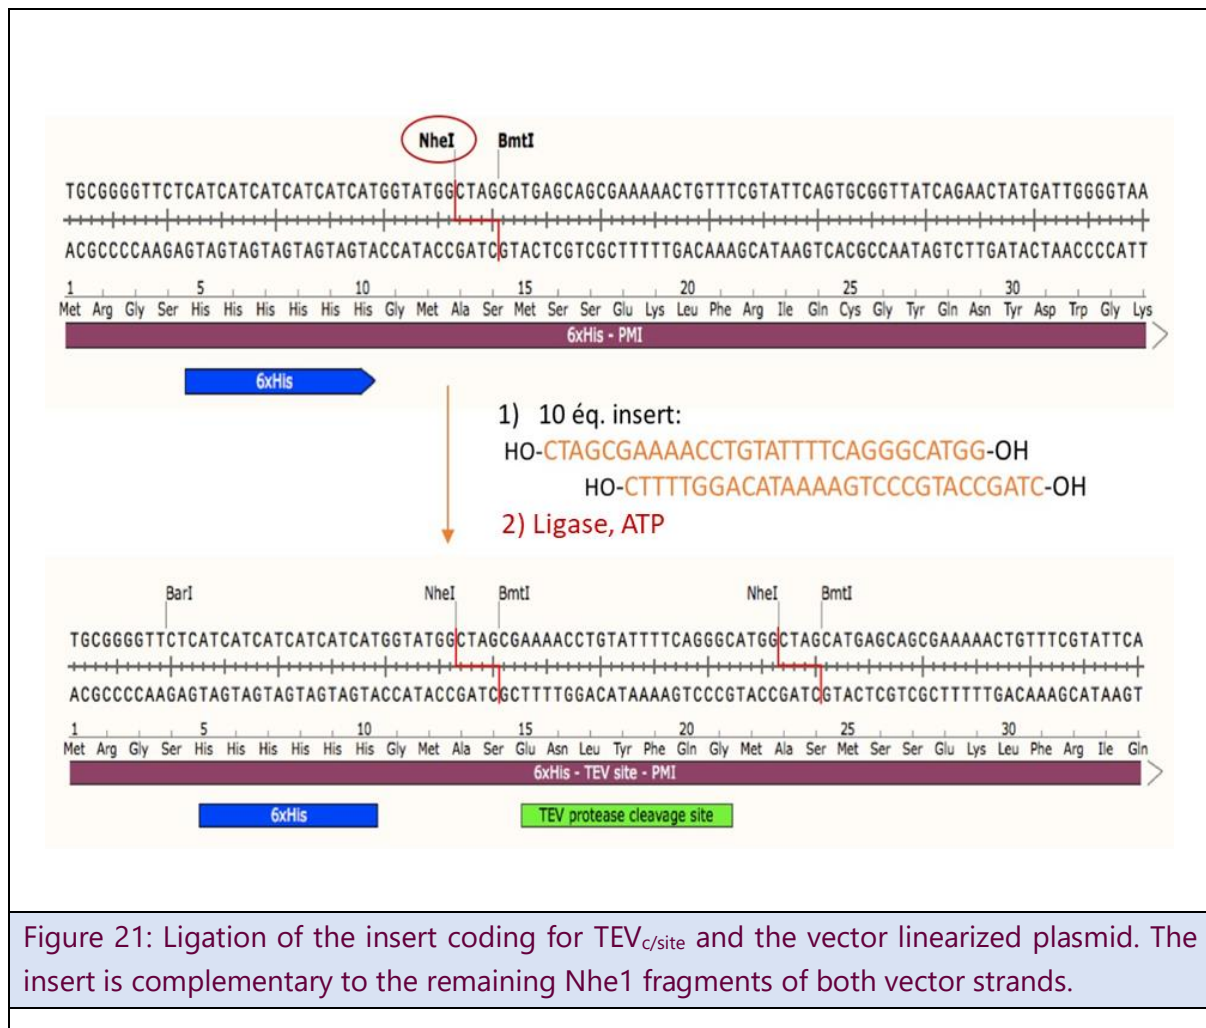 NheI BmtI
TGCGGGGTTCTCATCATCATCATCATCATGGTATGGCTAGCATGAGCAGCGAAAAACTGTTTCGTATTCAGTGCGGTTATCAGAACTATGATTGGGGTAA
ACGCCCCAAGAGTAGTAGTAGTAGTAGTACCATACCGATCGTACTCGTCGCTTTTTGACAAAGCATAAGTCACGCCAATAGTCTTGATACTAACCCCATT
1 5 10 15 20 25 30
Met Arg Gly Ser His His His His His His Gly Met Ala Ser Met Ser Ser Glu Lys Leu Phe Arg Ile Gln Cys Gly Tyr Gln Asn Tyr Asp Trp Gly Lys
6xHis - PMI
6xHis
1) 10 éq. insert:
HO-CTAGCGAAAACCTGTATTTTCAGGGCATGG-OH
HO-CTTTTGGACATAAAAGTCCCGTACCGATC-OH
2) Ligase, ATP
BarI NheI BmtI NheI BmtI
TGCGGGGTTCTCATCATCATCATCATCATGGTATGGCTAGCGAAAACCTGTATTTTCAGGGCATGGCTAGCATGAGCAGCGAAAAACTGTTTCGTATTCA
ACGCCCCAAGAGTAGTAGTAGTAGTAGTACCATACCGATCGCTTTTGGACATAAAAGTCCCGTACCGATCGTACTCGTCGCTTTTTGACAAAGCATAAGT
1 5 10 15 20 25 30
Met Arg Gly Ser His His His His His His Gly Met Ala Ser Glu Asn Leu Tyr Phe Gln Gly Met Ala Ser Met Ser Ser Glu Lys Leu Phe Arg Ile Gln
6xHis - TEV site - PMI
6xHis TEV protease cleavage site
Figure 21: Ligation of the insert coding for TEVc/site and the vector linearized plasmid. The
insert is complementary to the remaining Nhe1 fragments of both vector strands.